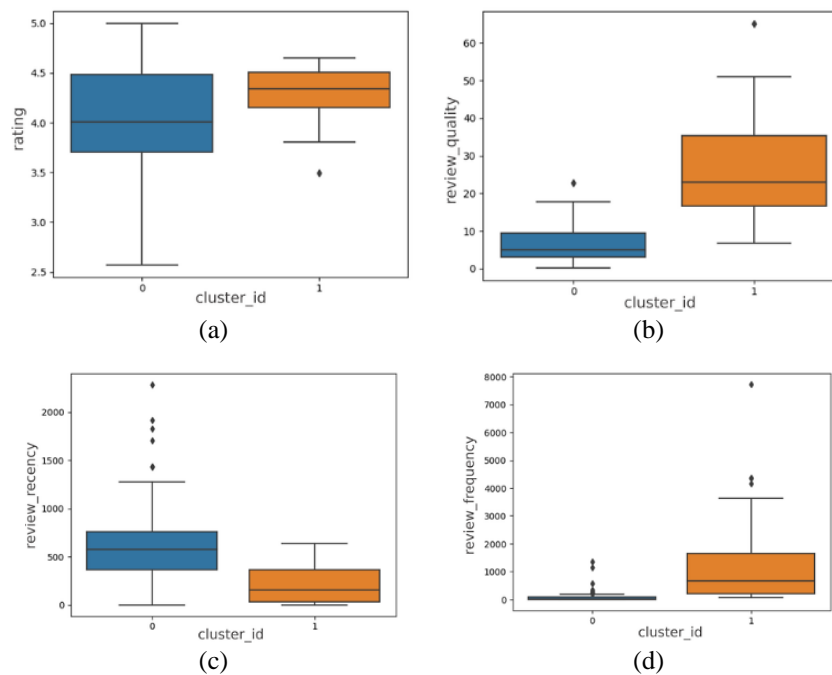 5.0
4.5
4.0
3.5
3.0
2.5
rating
0
1
cluster_id
(a)
60
50
40
30
20
10
0
review_quality
0
1
cluster_id
(b)
2000
1500
1000
500
0
review_recency
0
1
cluster_id
(c)
8000
7000
6000
5000
4000
3000
2000
1000
0
review_frequency
0
1
cluster_id
(d)